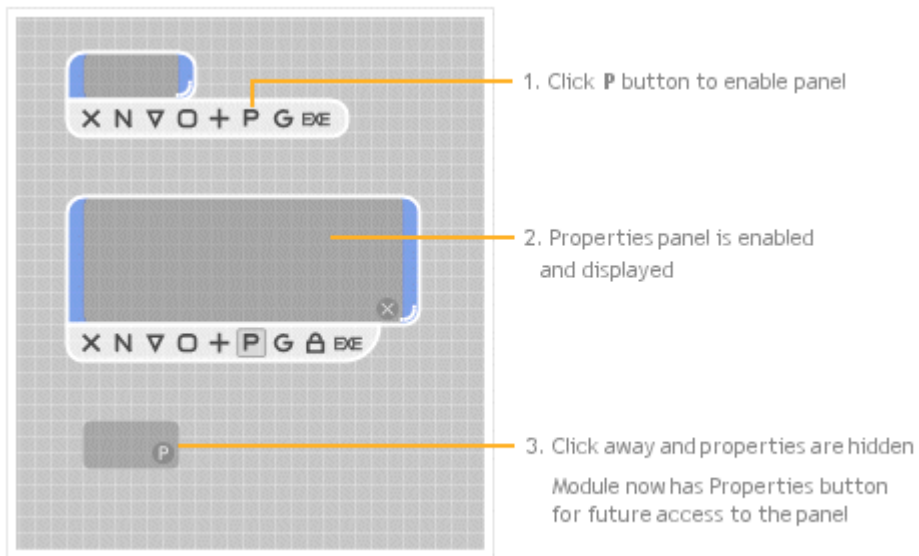 1. Click P button to enable panel
X N ▽ O + P G EXE
2. Properties panel is enabled
and displayed
X N ▽ O + P G EXE
P
3. Click away and properties are hidden
Module now has Properties button
for future access to the panel